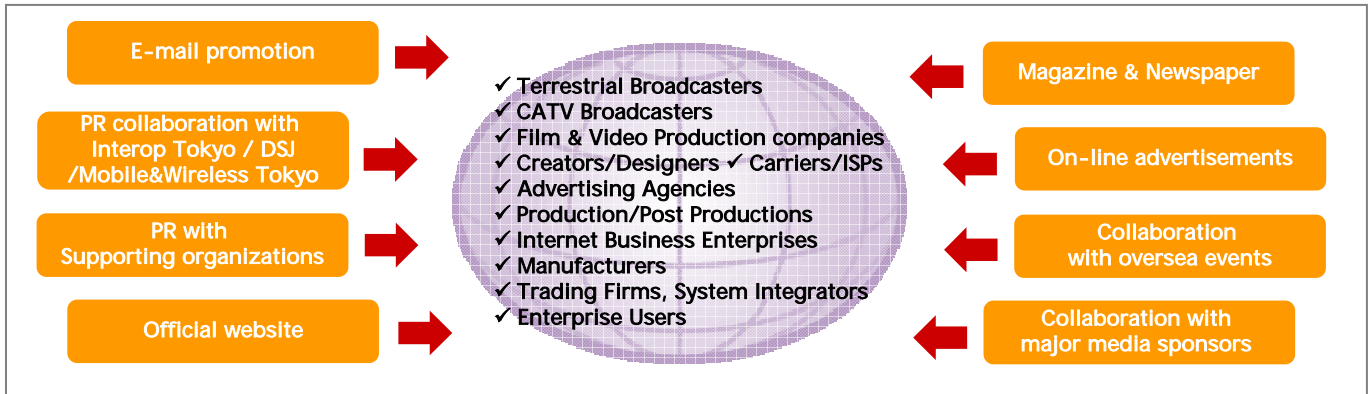 E-mail promotion
PR collaboration with
Interop Tokyo / DSJ
/Mobile&Wireless Tokyo
PR with
Supporting organizations
Official website
✓ Terrestrial Broadcasters
✓ CATV Broadcasters
✓ Film & Video Production companies
✓ Creators/Designers ✓ Carriers/ISPs
✓ Advertising Agencies
✓ Production/Post Productions
✓ Internet Business Enterprises
✓ Manufacturers
✓ Trading Firms, System Integrators
✓ Enterprise Users
Magazine & Newspaper
On-line advertisements
Collaboration
with oversea events
Collaboration with
major media sponsors